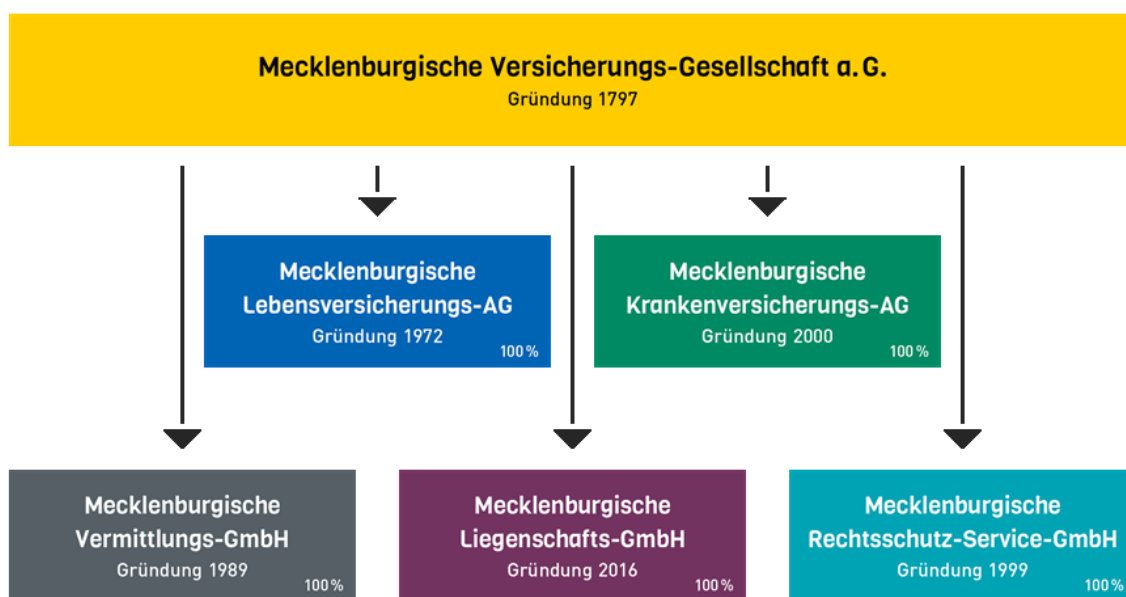 Mecklenburgische Versicherungs-Gesellschaft a. G.
Gründung 1797
Mecklenburgische
Lebensversicherungs-AG
Gründung 1972
100 %
Mecklenburgische
Krankenversicherungs-AG
Gründung 2000
100 %
Mecklenburgische
Vermittlungs-GmbH
Gründung 1989
100 %
Mecklenburgische
Liegenschafts-GmbH
Gründung 2016
100 %
Mecklenburgische
Rechtsschutz-Service-GmbH
Gründung 1999
100 %